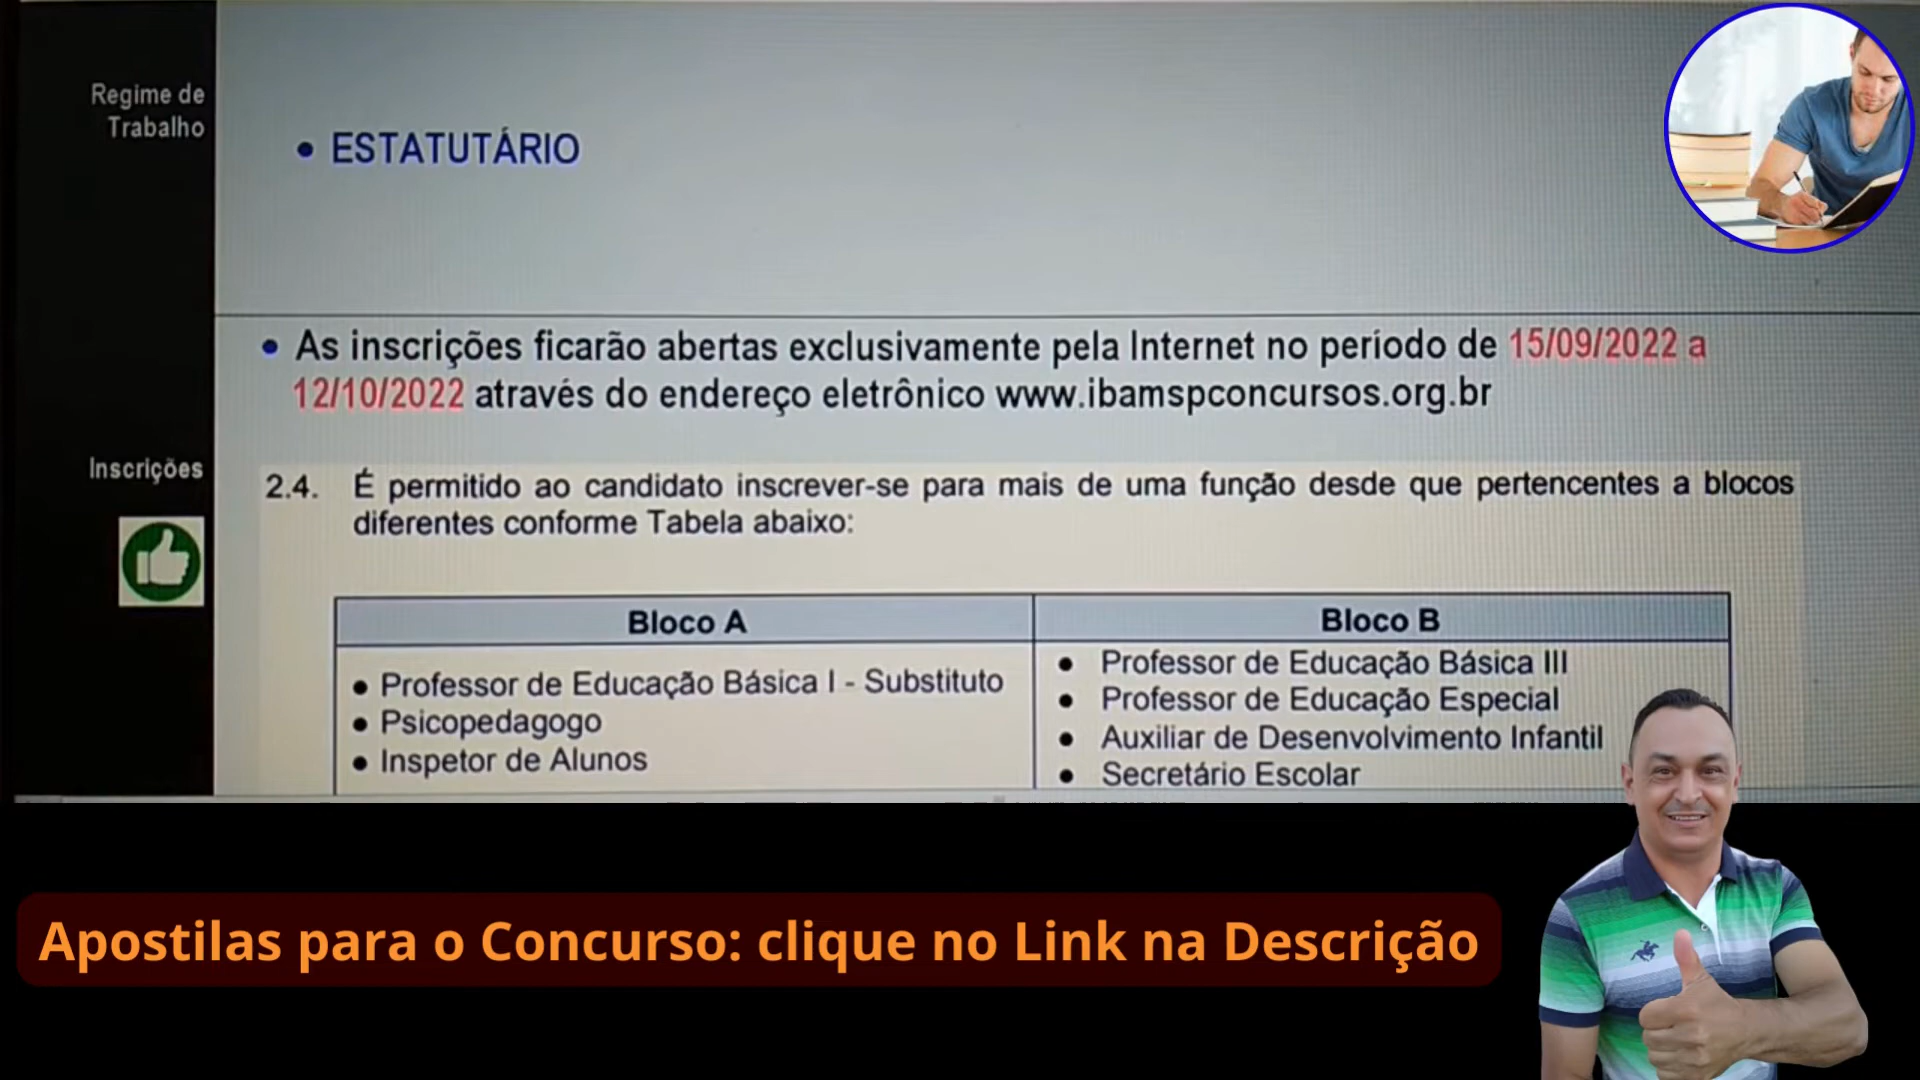 Regime de
Trabalho
• ESTATUTÁRIO
• As inscrições ficarão abertas exclusivamente pela Internet no período de 15/09/2022 a
12/10/2022 através do endereço eletrônico www.ibamspconcursos.org.br
Inscrições
2.4. É permitido ao candidato inscrever-se para mais de uma função desde que pertencentes a blocos
diferentes conforme Tabela abaixo:
Bloco A
• Professor de Educação Básica I - Substituto
• Psicopedagogo
• Inspetor de Alunos
Bloco B
• Professor de Educação Básica III
• Professor de Educação Especial
• Auxiliar de Desenvolvimento Infantil
• Secretário Escolar
Apostilas para o Concurso: clique no Link na Descrição